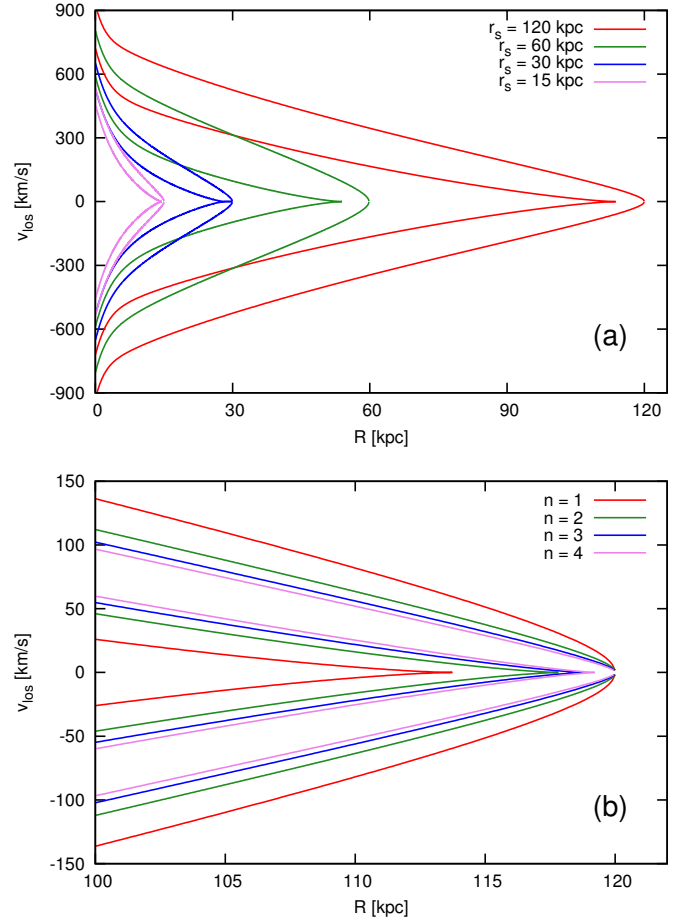 900
600
300
0
-300
-600
-900
v_los [km/s]
r_s = 120 kpc
r_s = 60 kpc
r_s = 30 kpc
r_s = 15 kpc
(a)
0 30 60 90 120
R [kpc]
150
100
50
0
-50
-100
-150
v_los [km/s]
n = 1
n = 2
n = 3
n = 4
(b)
100 105 110 115 120
R [kpc]